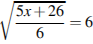 √((5x + 26)/6) = 6